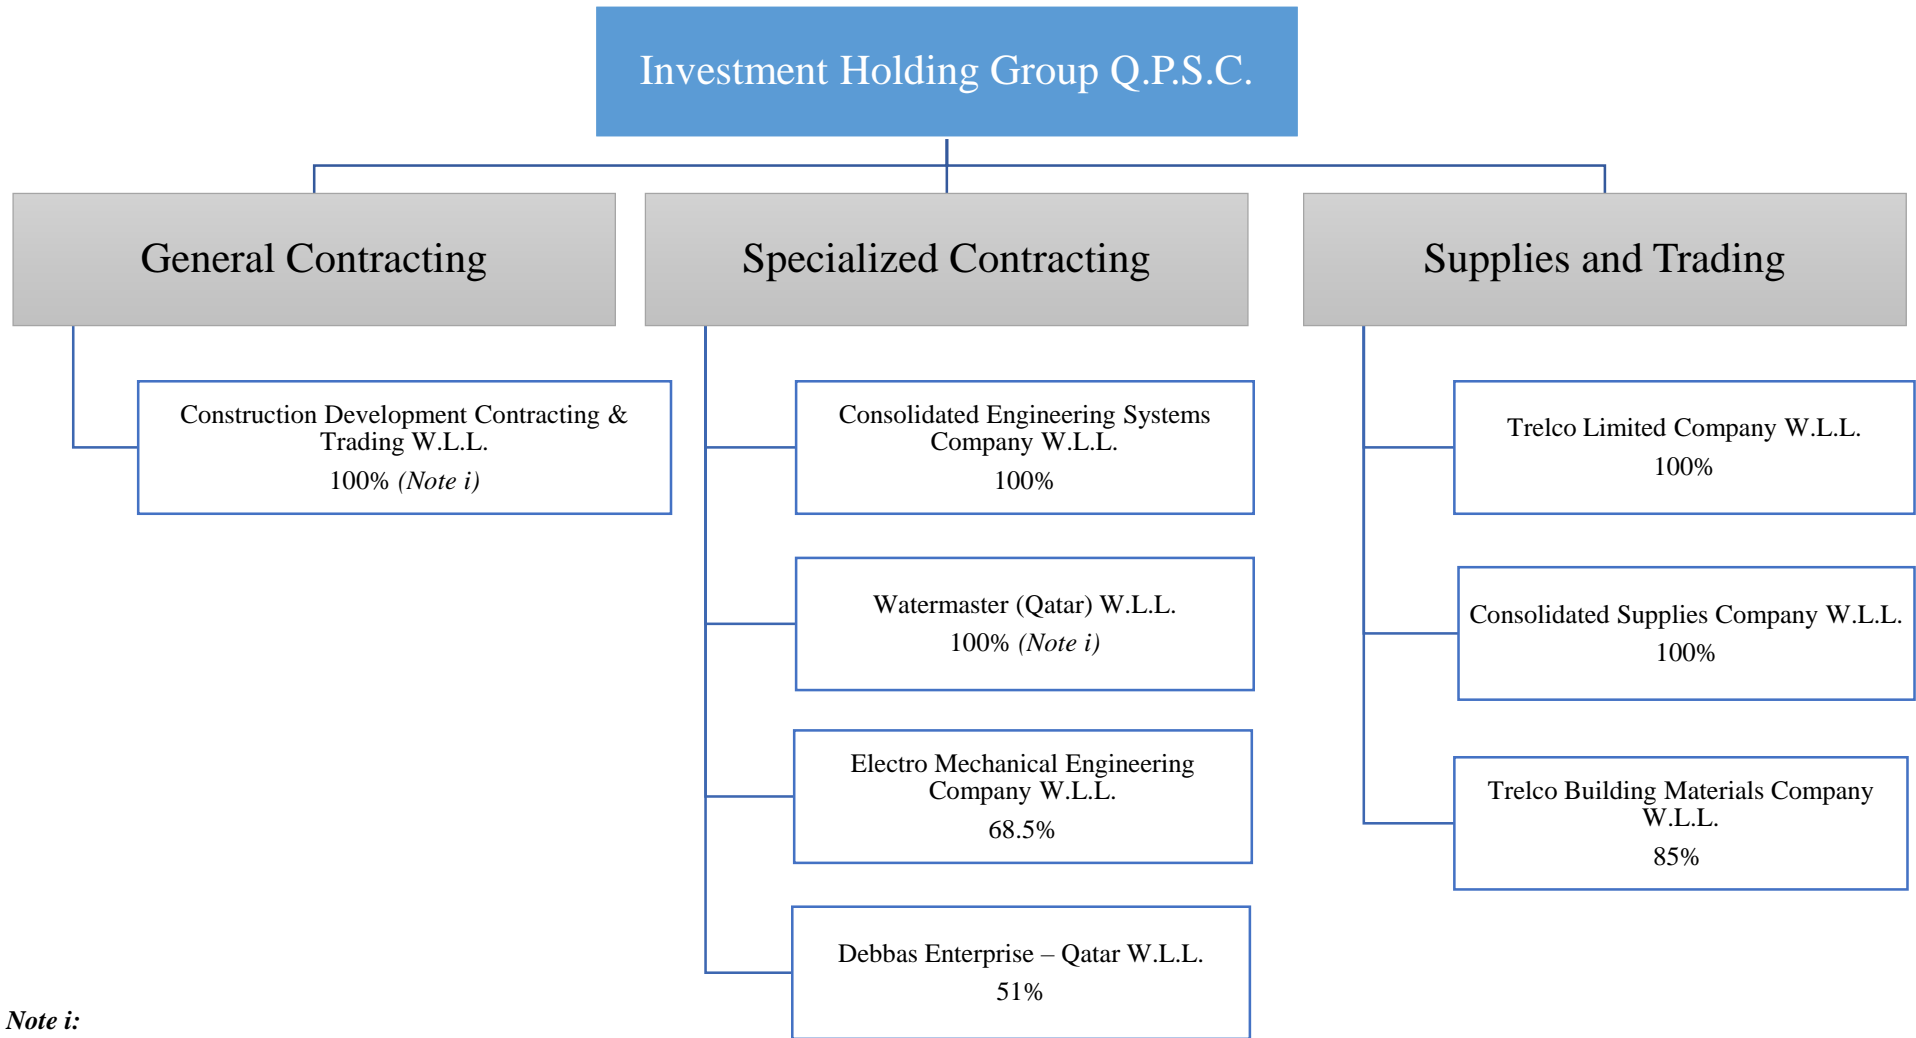 Investment Holding Group Q.P.S.C.
General Contracting
Specialized Contracting
Supplies and Trading
Construction Development Contracting &
Trading W.L.L.
100% (Note i)
Consolidated Engineering Systems
Company W.L.L.
100%
Watermaster (Qatar) W.L.L.
100% (Note i)
Electro Mechanical Engineering
Company W.L.L.
68.5%
Debbas Enterprise – Qatar W.L.L.
51%
Trelco Limited Company W.L.L.
100%
Consolidated Supplies Company W.L.L.
100%
Trelco Building Materials Company
W.L.L.
85%
Note i: